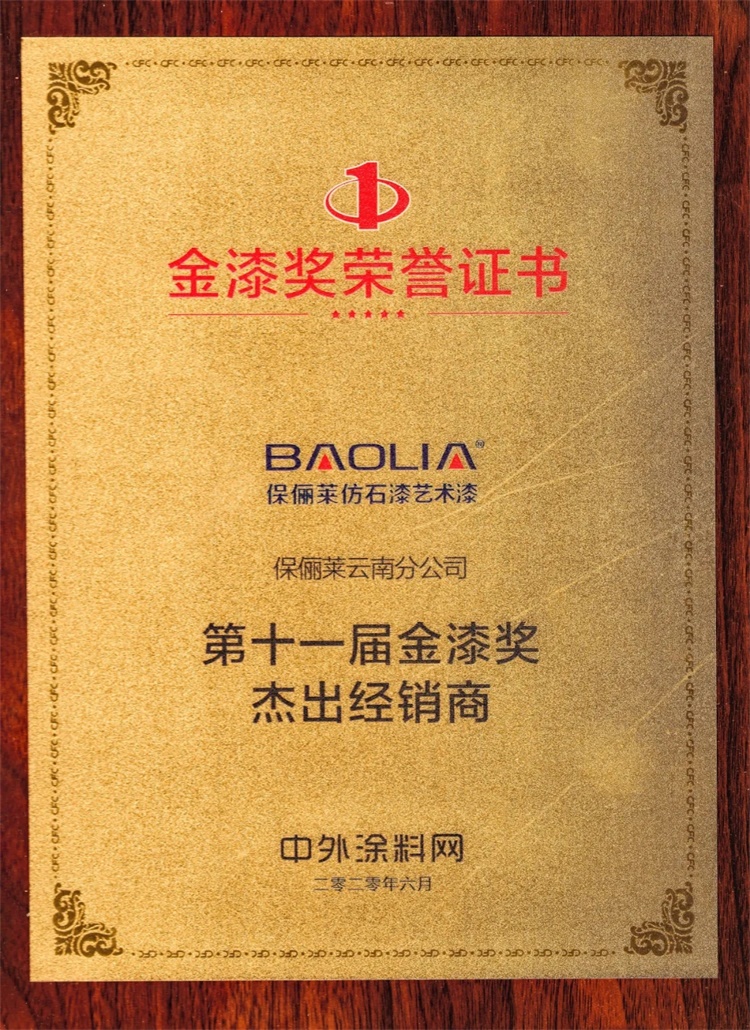 金漆奖荣誉证书
BAOLIA
保俪莱仿石漆艺术漆
保俪莱云南分公司
第十一届金漆奖
杰出经销商
中外涂料网
二零二零年六月